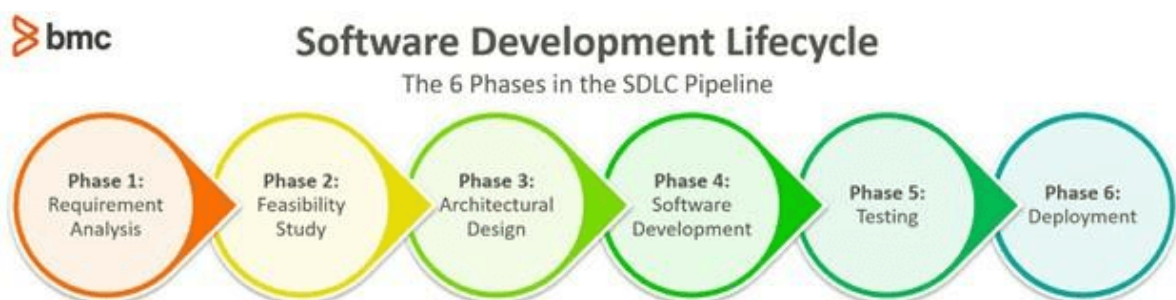 bmc
Software Development Lifecycle
The 6 Phases in the SDLC Pipeline
Phase 1:
Requirement
Analysis
Phase 2:
Feasibility
Study
Phase 3:
Architectural
Design
Phase 4:
Software
Development
Phase 5:
Testing
Phase 6:
Deployment